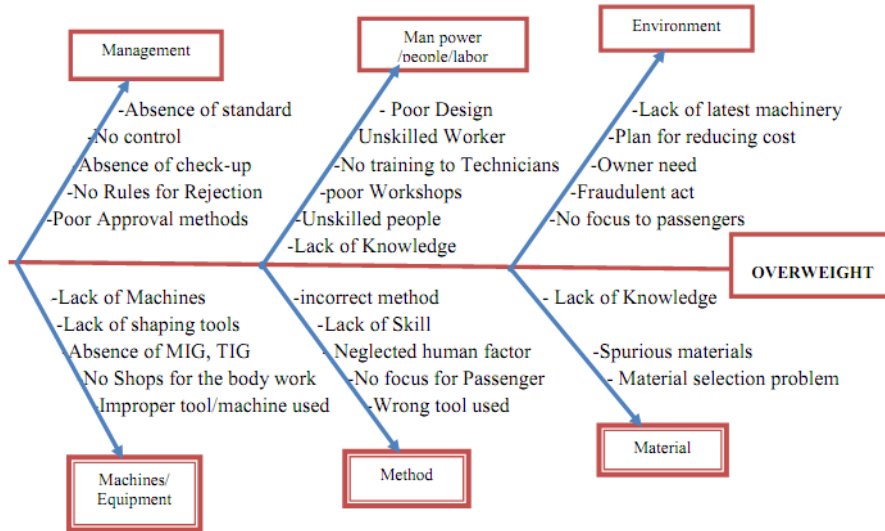 Management
Man power
/people/labor
Environment
-Absence of standard
-No control
-Absence of check-up
-No Rules for Rejection
-Poor Approval methods
- Poor Design
Unskilled Worker
-No training to Technicians
-poor Workshops
-Unskilled people
-Lack of Knowledge
-Lack of latest machinery
-Plan for reducing cost
-Owner need
-Fraudulent act
-No focus to passengers
OVERWEIGHT
-Lack of Machines
-Lack of shaping tools
-Absence of MIG, TIG
No Shops for the body work
-Improper tool/machine used
-incorrect method
-Lack of Skill
- Neglected human factor
-No focus for Passenger
-Wrong tool used
- Lack of Knowledge
-Spurious materials
- Material selection problem
Machines/
Equipment
Method
Material